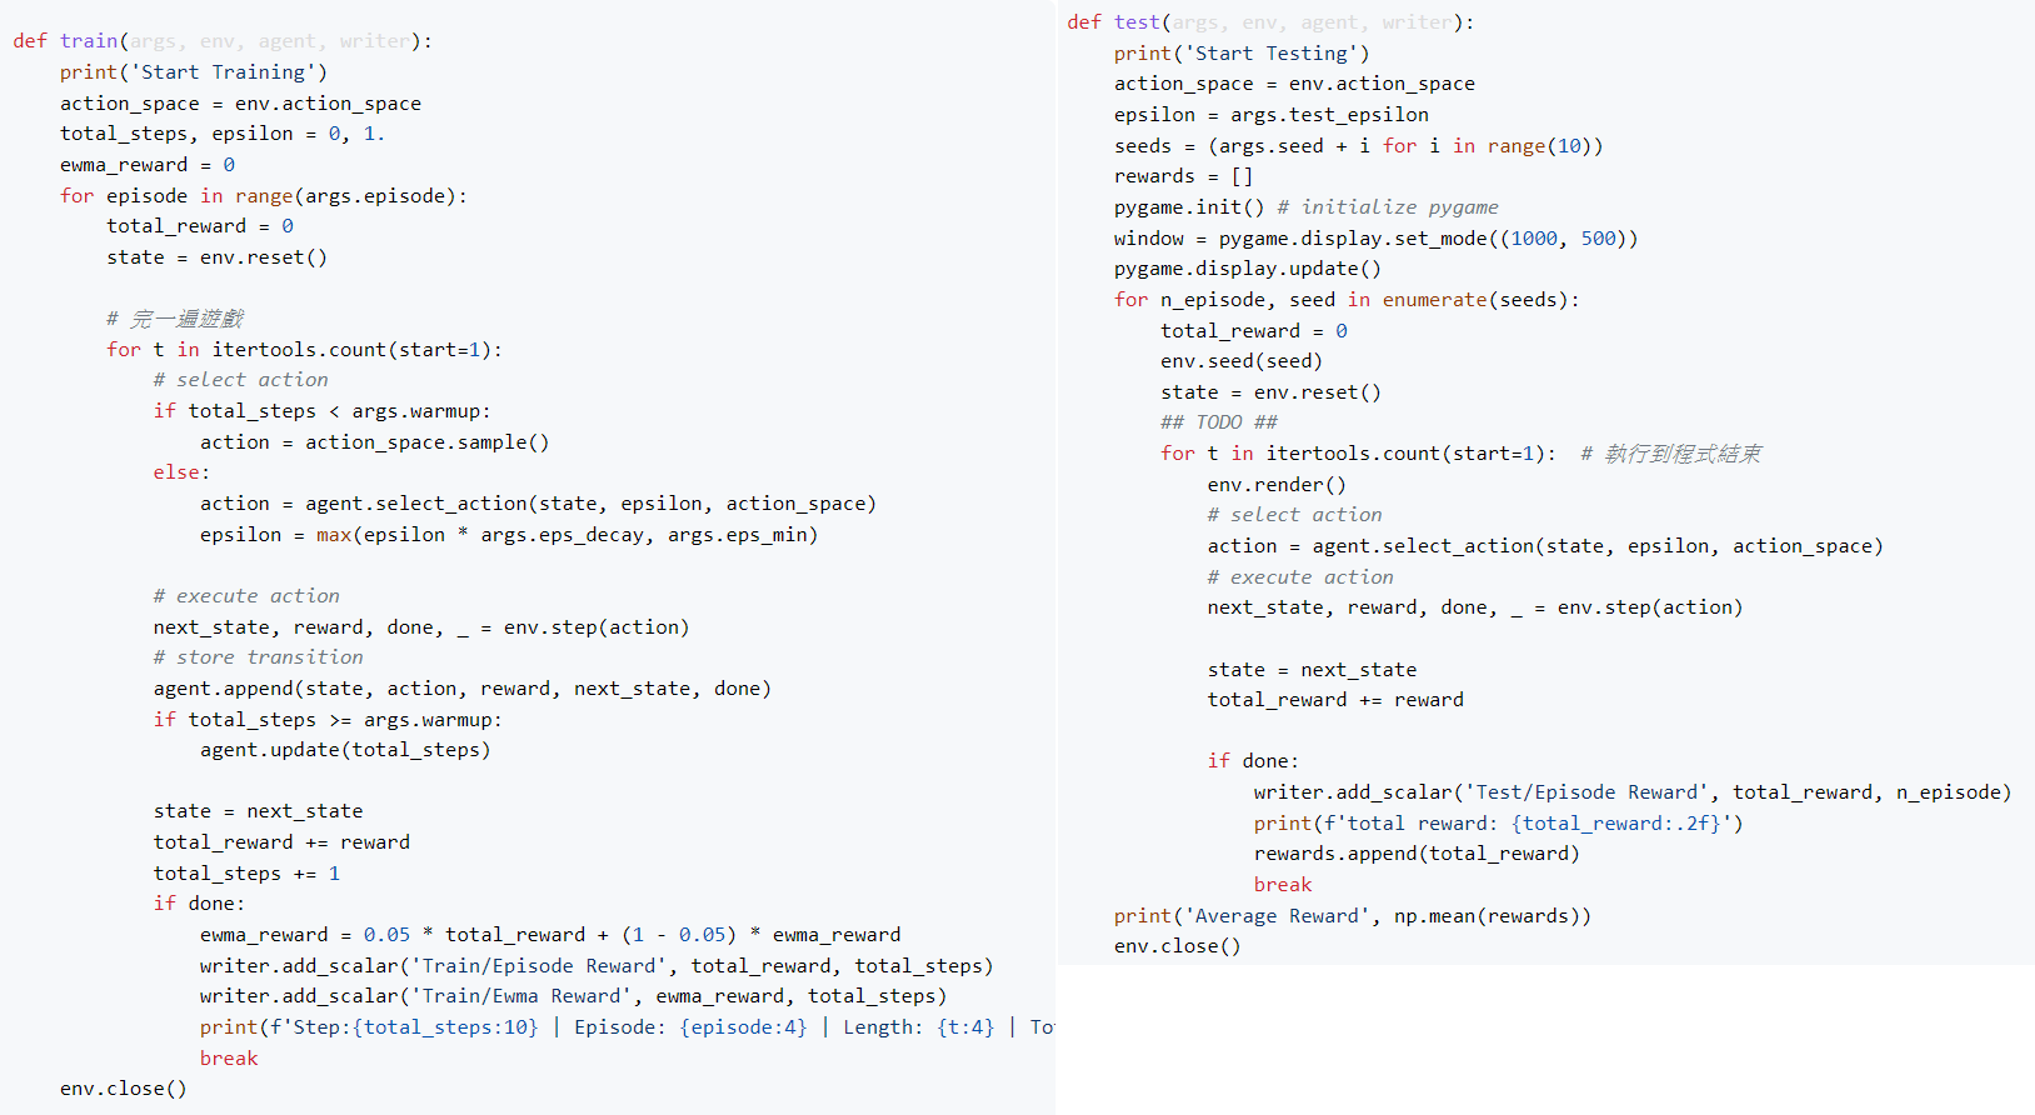 def train(args, env, agent, writer):
    print('Start Training')
    action_space = env.action_space
    total_steps, epsilon = 0, 1.
    ewma_reward = 0
    for episode in range(args.episode):
        total_reward = 0
        state = env.reset()
        # 完一遍遊戲
        for t in itertools.count(start=1):
            # select action
            if total_steps < args.warmup:
                action = action_space.sample()
            else:
                action = agent.select_action(state, epsilon, action_space)
                epsilon = max(epsilon * args.eps_decay, args.eps_min)
            # execute action
            next_state, reward, done, _ = env.step(action)
            # store transition
            agent.append(state, action, reward, next_state, done)
            if total_steps >= args.warmup:
                agent.update(total_steps)
            state = next_state
            total_reward += reward
            total_steps += 1
            if done:
                ewma_reward = 0.05 * total_reward + (1 - 0.05) * ewma_reward
                writer.add_scalar('Train/Episode Reward', total_reward, total_steps)
                writer.add_scalar('Train/Ewma Reward', ewma_reward, total_steps)
                print(f'Step:{total_steps:10} | Episode: {episode:4} | Length: {t:4} | To
                break
    env.close()
def test(args, env, agent, writer):
    print('Start Testing')
    action_space = env.action_space
    epsilon = args.test_epsilon
    seeds = (args.seed + i for i in range(10))
    rewards = []
    pygame.init() # initialize pygame
    window = pygame.display.set_mode((1000, 500))
    pygame.display.update()
    for n_episode, seed in enumerate(seeds):
        total_reward = 0
        env.seed(seed)
        state = env.reset()
        ## TODO ##
        for t in itertools.count(start=1):  # 執行到程式結束
            env.render()
            # select action
            action = agent.select_action(state, epsilon, action_space)
            # execute action
            next_state, reward, done, _ = env.step(action)
            state = next_state
            total_reward += reward
            if done:
                writer.add_scalar('Test/Episode Reward', total_reward, n_episode)
                print(f'total reward: {total_reward:.2f}')
                rewards.append(total_reward)
                break
    print('Average Reward', np.mean(rewards))
    env.close()